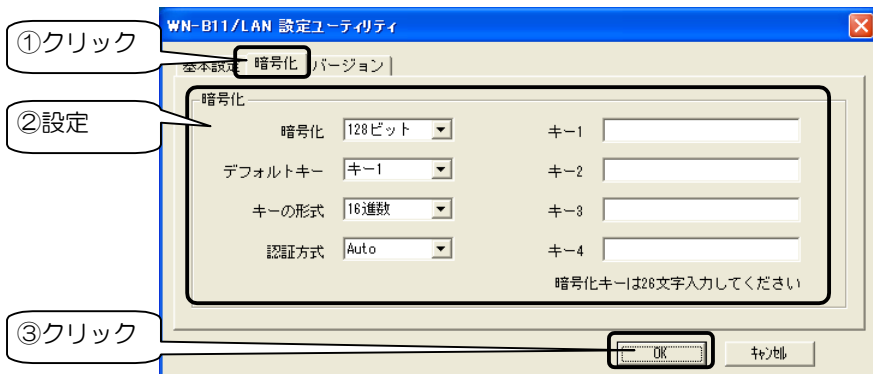 WN-B11/LAN 設定ユーティリティ
①クリック
基本設定 暗号化 バージョン
暗号化
②設定
暗号化 128ビット キー1
デフォルトキー キー1 キー2
キーの形式 16進数 キー3
認証方式 Auto キー4
暗号化キーは26文字入力してください
③クリック
OK キャンセル